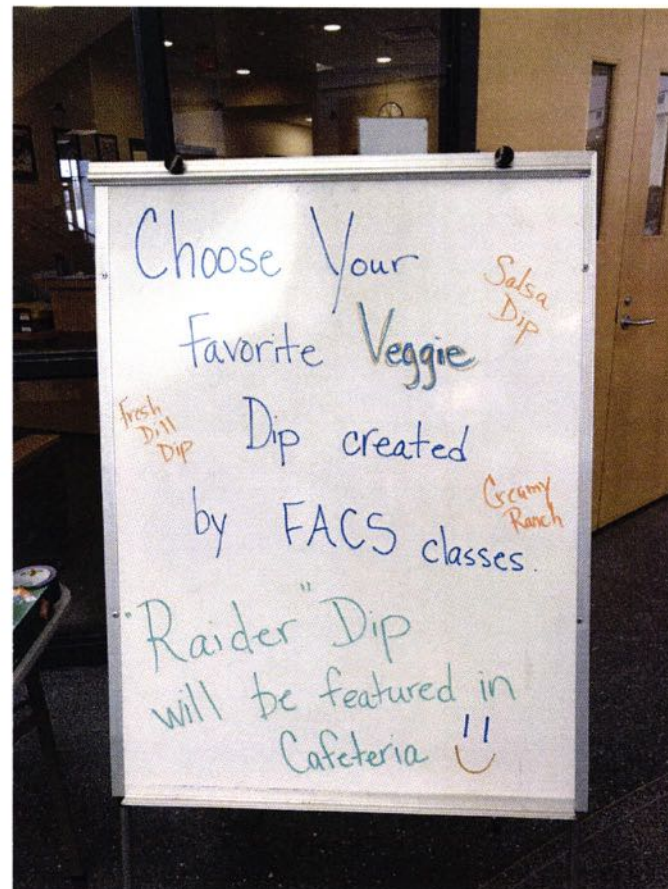 Choose Your
Salsa
Dip
favorite Veggie
Fresh
Dill
Dip
Dip created
Creamy
Ranch
by FACS classes.
"Raider" Dip
will be featured in
Cafeteria